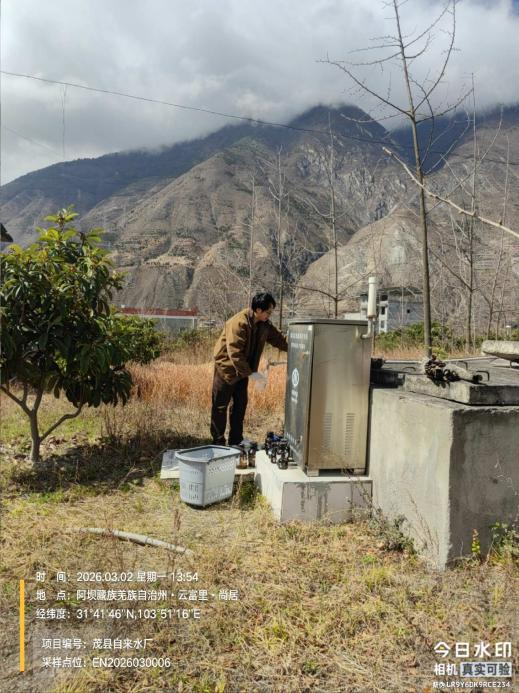 时 间：2026.03.02 星期一 13:54
地 点：阿坝藏族羌族自治州·云富里·尚居
经纬度：31°41'46"N,103°51'16"E
项目编号：茂县自来水厂
采样点位：EN2026030006
今日水印
相机 真实可验
防伪 LR9Y6DK9RCE234